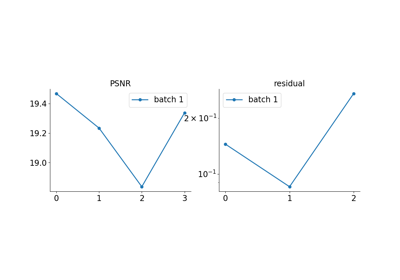 PSNR
batch 1
19.4
19.2
19.0
0 1 2 3
residual
batch 1
2 × 10⁻¹
10⁻¹
0 1 2